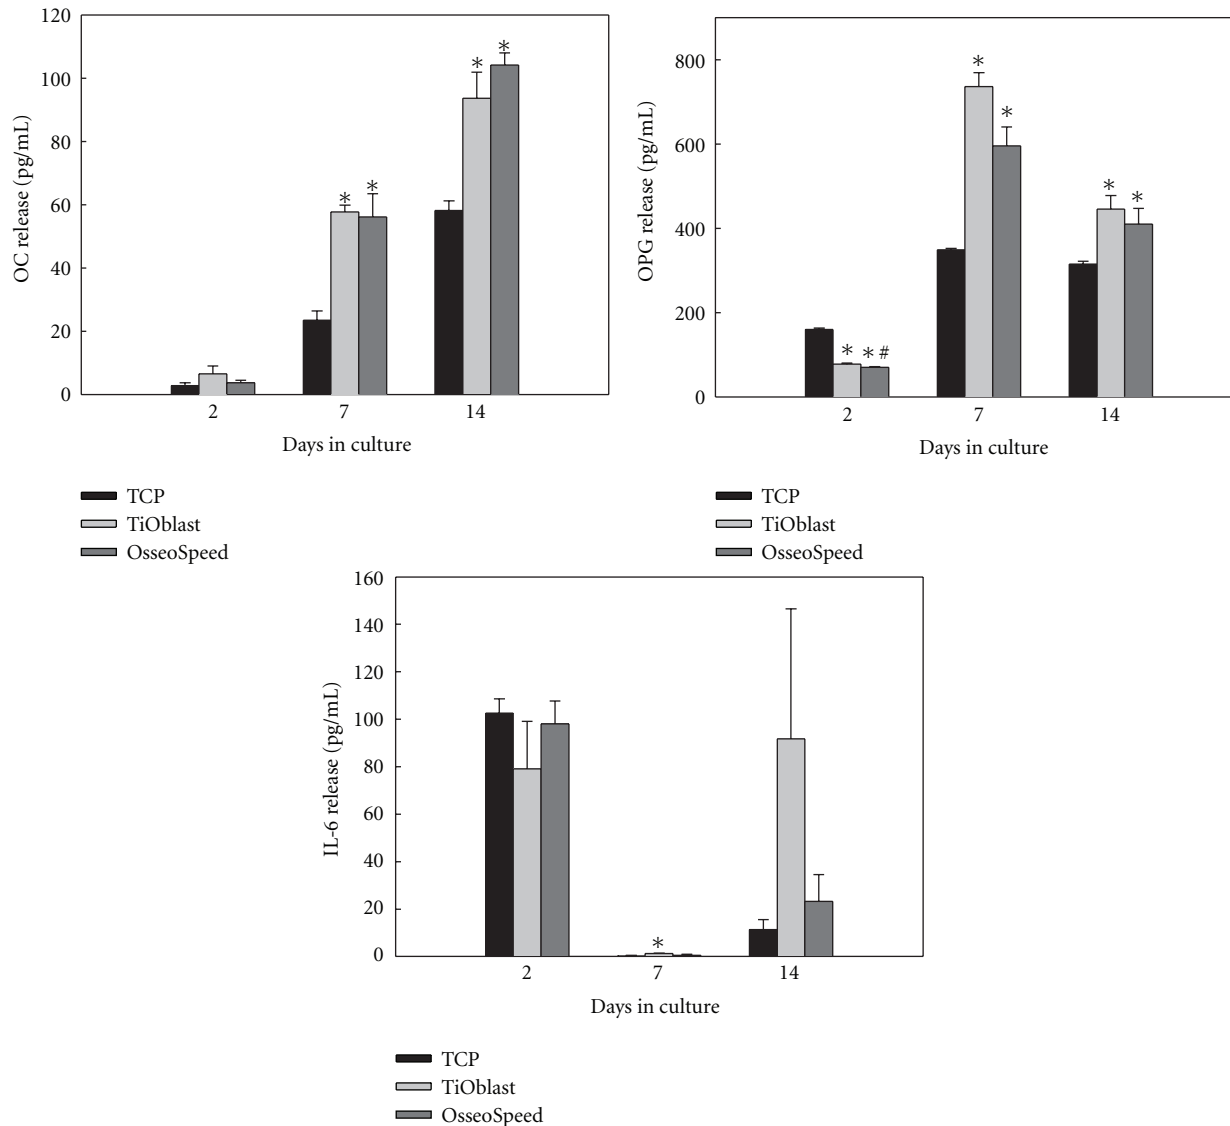 OC release (pg/mL)
120
100
80
60
40
20
0
* * * *
2 7 14
Days in culture
TCP
TiOblast
OsseoSpeed
OPG release (pg/mL)
800
600
400
200
0
* * # * * * *
2 7 14
Days in culture
TCP
TiOblast
OsseoSpeed
IL-6 release (pg/mL)
160
140
120
100
80
60
40
20
0
*
2 7 14
Days in culture
TCP
TiOblast
OsseoSpeed